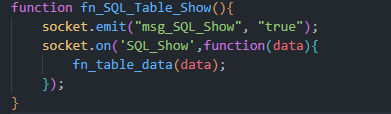 function fn_SQL_Table_Show(){
    socket.emit("msg_SQL_Show", "true");
    socket.on('SQL_Show',function(data){
        fn_table_data(data);
    });
}